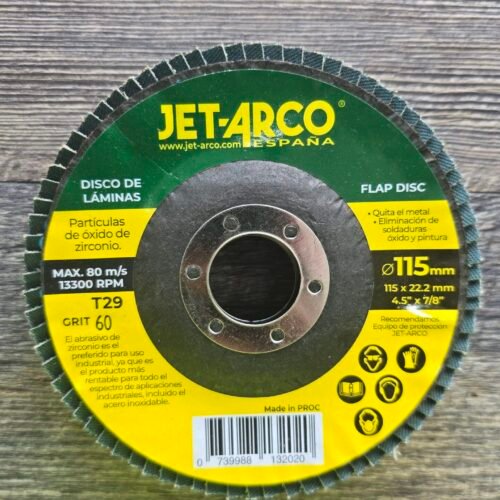 JET-ARCO®
www.jet-arco.com ESPAÑA
DISCO DE
LÁMINAS
Partículas
de óxido de
zirconio.
MAX. 80 m/s
13300 RPM
T29
GRIT 60
El abrasivo de
zirconio es el
preferido para uso
industrial, ya que es
el producto más
rentable para todo el
espectro de aplicaciones
industriales, incluido el
acero inoxidable.
FLAP DISC
• Quita el metal
• Eliminación de
soldaduras
óxido y pintura
⌀115mm
115 x 22.2 mm
4.5" x 7/8"
Recomendamos
Equipo de protección
JET-ARCO.
Made in PROC
0 739988 132020